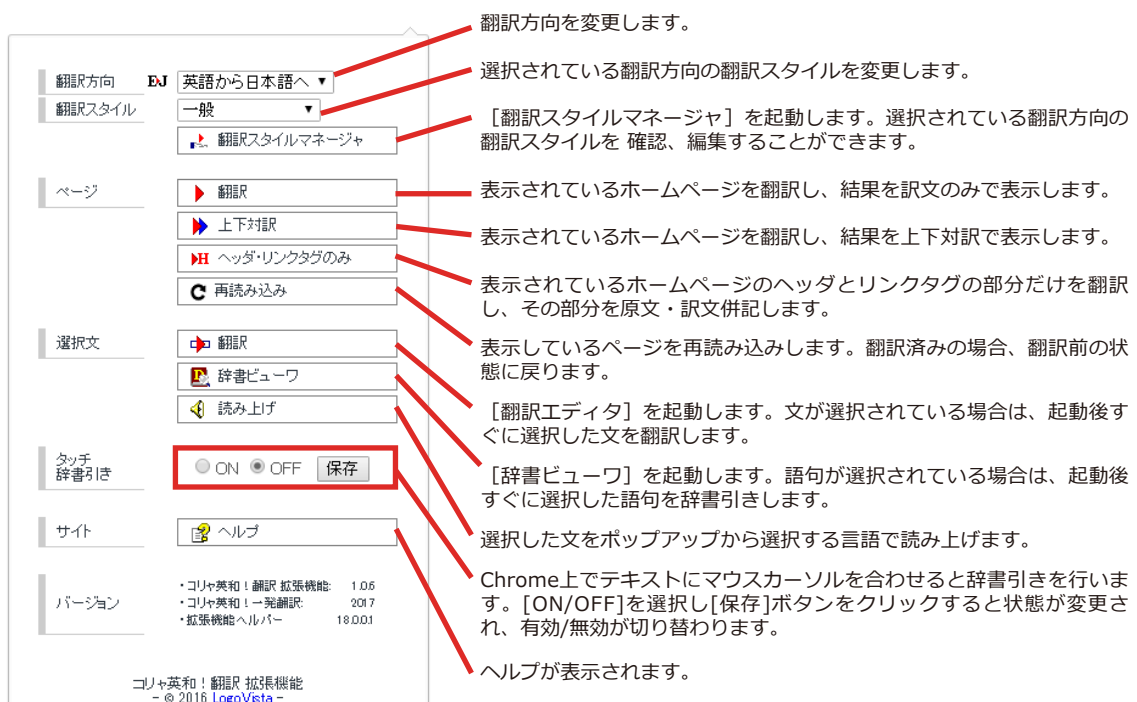 翻訳方向を変更します。
翻訳方向 E▸J 英語から日本語へ ▼
選択されている翻訳方向の翻訳スタイルを変更します。
翻訳スタイル 一般 ▼
翻訳スタイルマネージャ
［翻訳スタイルマネージャ］を起動します。選択されている翻訳方向の
翻訳スタイルを 確認、編集することができます。
ページ 翻訳
表示されているホームページを翻訳し、結果を訳文のみで表示します。
上下対訳
表示されているホームページを翻訳し、結果を上下対訳で表示します。
H ヘッダ・リンクタグのみ
表示されているホームページのヘッダとリンクタグの部分だけを翻訳
し、その部分を原文・訳文併記します。
再読み込み
表示しているページを再読み込みします。翻訳済みの場合、翻訳前の状
態に戻ります。
選択文 翻訳
［翻訳エディタ］を起動します。文が選択されている場合は、起動後す
ぐに選択した文を翻訳します。
辞書ビューワ
［辞書ビューワ］を起動します。語句が選択されている場合は、起動後
すぐに選択した語句を辞書引きします。
読み上げ
選択した文をポップアップから選択する言語で読み上げます。
タッチ
辞書引き
ON OFF 保存
Chrome上でテキストにマウスカーソルを合わせると辞書引きを行いま
す。[ON/OFF]を選択し[保存]ボタンをクリックすると状態が変更さ
れ、有効/無効が切り替わります。
サイト ヘルプ
ヘルプが表示されます。
バージョン
・コリャ英和！翻訳 拡張機能: 1.0.6
・コリャ英和！一発翻訳: 2017
・拡張機能ヘルパー 18.0.0.1
コリャ英和！翻訳 拡張機能
- © 2016 LogoVista -